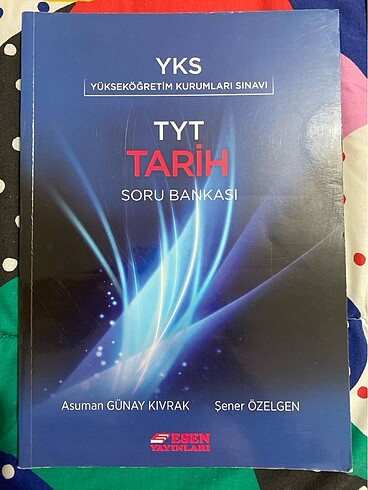 YKS
YÜKSEKÖĞRETİM KURUMLARI SINAVI
TYT
TARİH
SORU BANKASI
Asuman GÜNAY KIVRAK Şener ÖZELGEN
ESEN
YAYINLARI